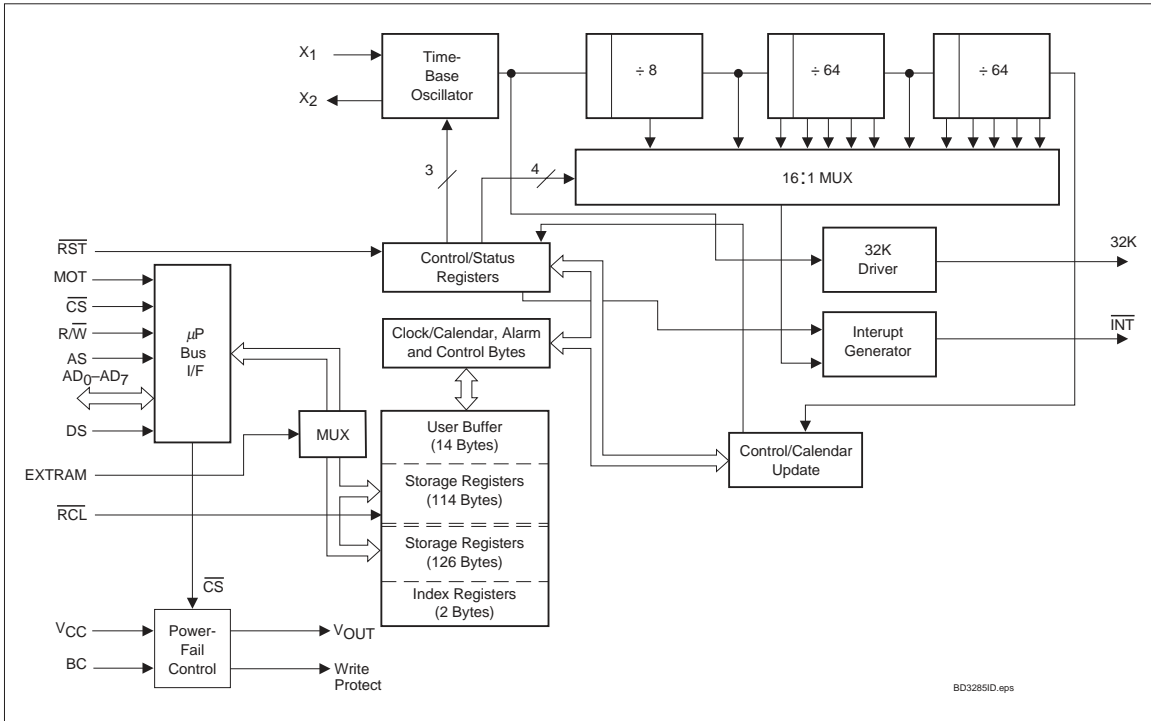 X1
X2
Time-
Base
Oscillator
÷ 8
÷ 64
÷ 64
3
4
16:1 MUX
RST
MOT
CS
R/W
AS
AD0–AD7
DS
EXTRAM
RCL
µP
Bus
I/F
Control/Status
Registers
Clock/Calendar, Alarm
and Control Bytes
MUX
User Buffer
(14 Bytes)
Storage Registers
(114 Bytes)
Storage Registers
(126 Bytes)
Index Registers
(2 Bytes)
32K
Driver
32K
Interupt
Generator
INT
Control/Calendar
Update
CS
VCC
BC
Power-
Fail
Control
VOUT
Write
Protect
BD3285ID.eps